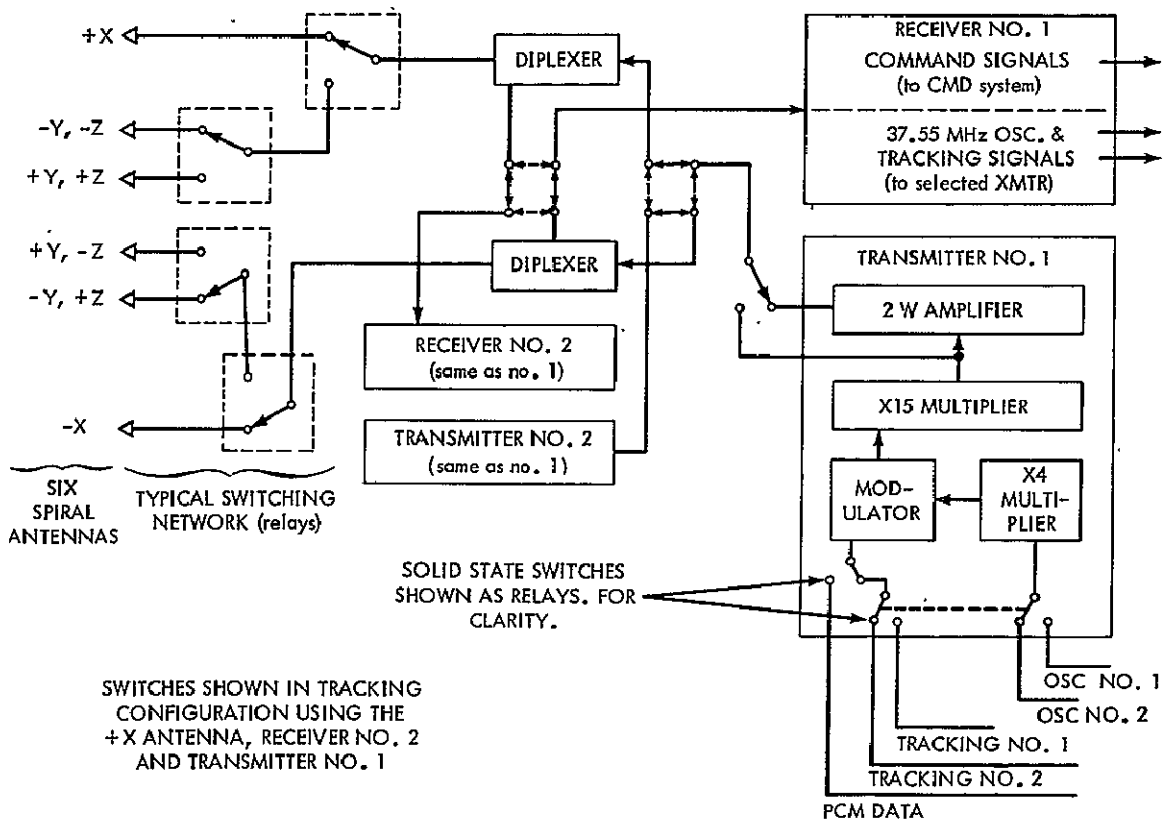 +X
-Y, -Z
+Y, +Z
+Y, -Z
-Y, +Z
-X
SIX
SPIRAL
ANTENNAS
TYPICAL SWITCHING
NETWORK (relays)
DIPLEXER
DIPLEXER
RECEIVER NO. 2
(same as no. 1)
TRANSMITTER NO. 2
(same as no. 1)
RECEIVER NO. 1
COMMAND SIGNALS
(to CMD system)
37.55 MHz OSC. &
TRACKING SIGNALS
(to selected XMTR)
TRANSMITTER NO. 1
2 W AMPLIFIER
X15 MULTIPLIER
MOD-
ULATOR
X4
MULTI-
PLIER
SOLID STATE SWITCHES
SHOWN AS RELAYS. FOR
CLARITY.
OSC NO. 1
OSC NO. 2
TRACKING NO. 1
TRACKING NO. 2
PCM DATA
SWITCHES SHOWN IN TRACKING
CONFIGURATION USING THE
+X ANTENNA, RECEIVER NO. 2
AND TRANSMITTER NO. 1